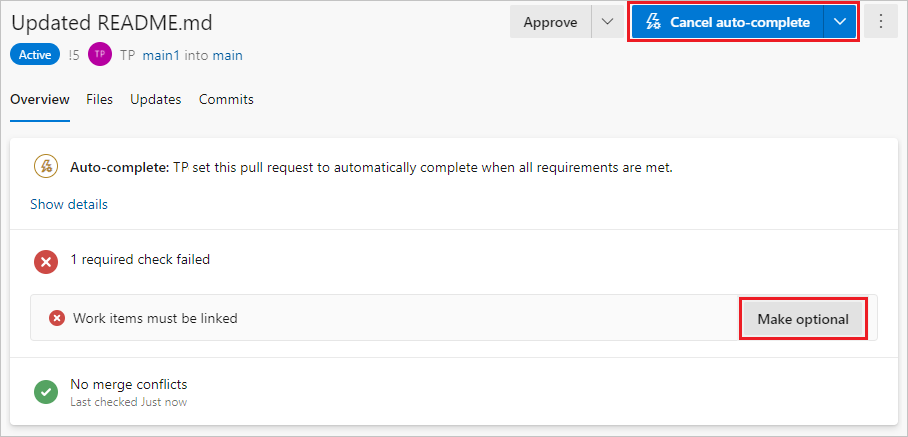 Updated README.md
Approve
Cancel auto-complete
Active !5 TP TP main1 into main
Overview Files Updates Commits
Auto-complete: TP set this pull request to automatically complete when all requirements are met.
Show details
1 required check failed
Work items must be linked
Make optional
No merge conflicts
Last checked Just now